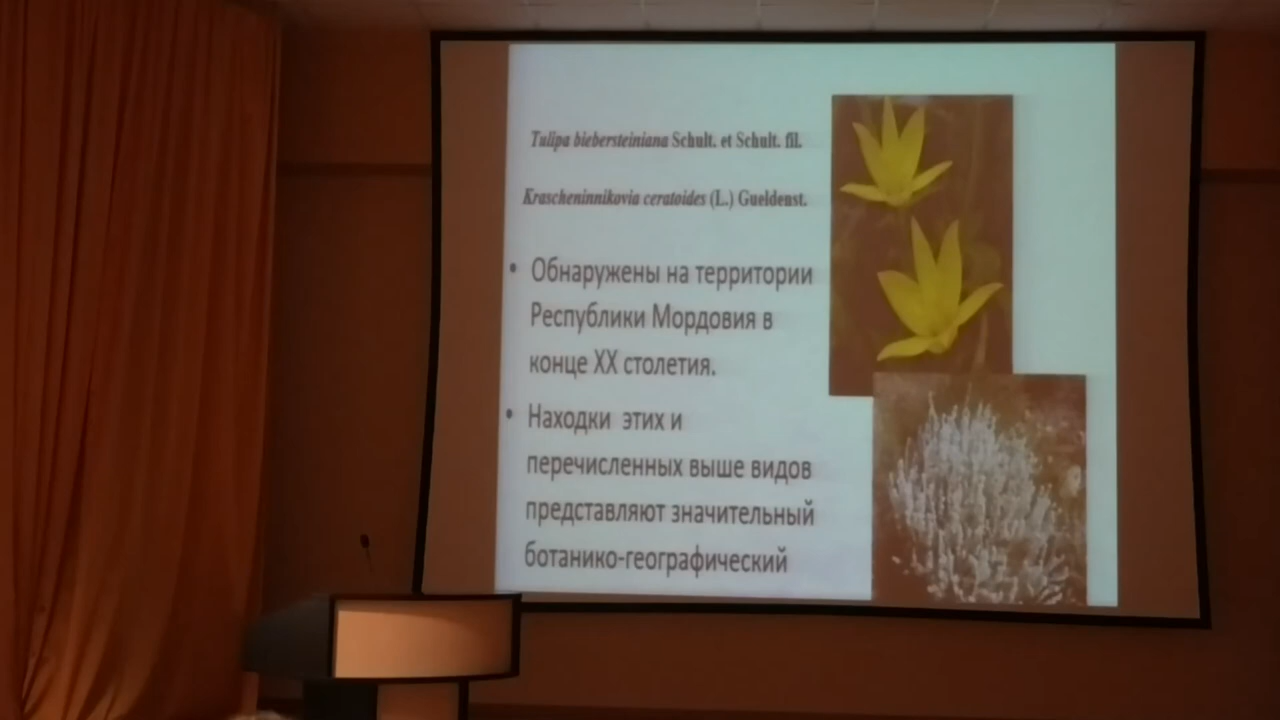 Tulipa biebersteiniana Schult. et Schult. fil.
Krascheninnikovia ceratoides (L.) Gueldenst.
• Обнаружены на территории
Республики Мордовия в
конце XX столетия.
• Находки этих и
перечисленных выше видов
представляют значительный
ботанико-географический